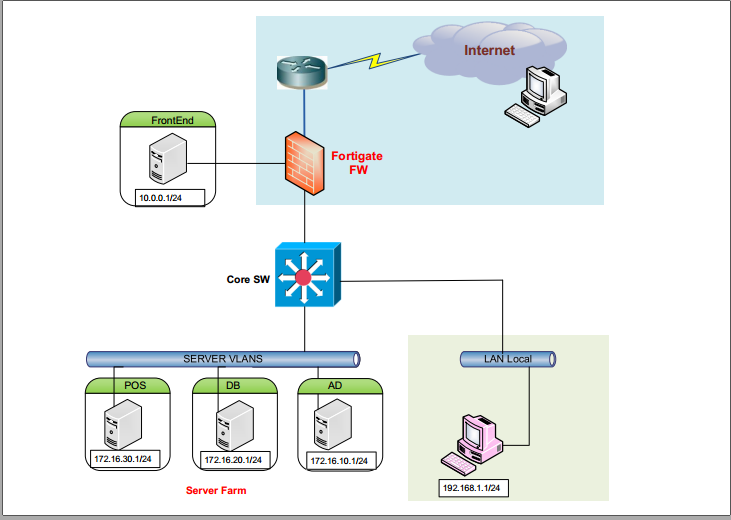 Internet
FrontEnd
10.0.0.1/24
Fortigate
FW
Core SW
SERVER VLANS
LAN Local
POS
DB
AD
172.16.30.1/24
172.16.20.1/24
172.16.10.1/24
192.168.1.1/24
Server Farm